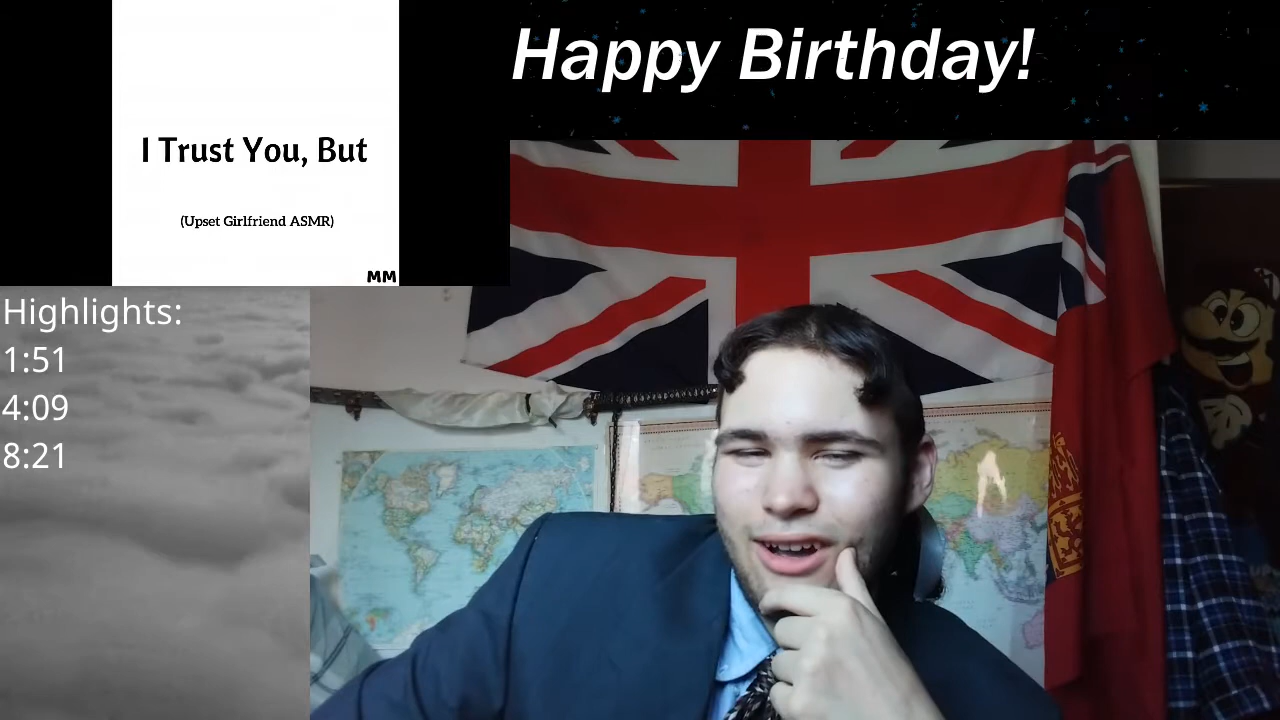 Happy Birthday!
I Trust You, But
(Upset Girlfriend ASMR)
MM
Highlights:
1:51
4:09
8:21